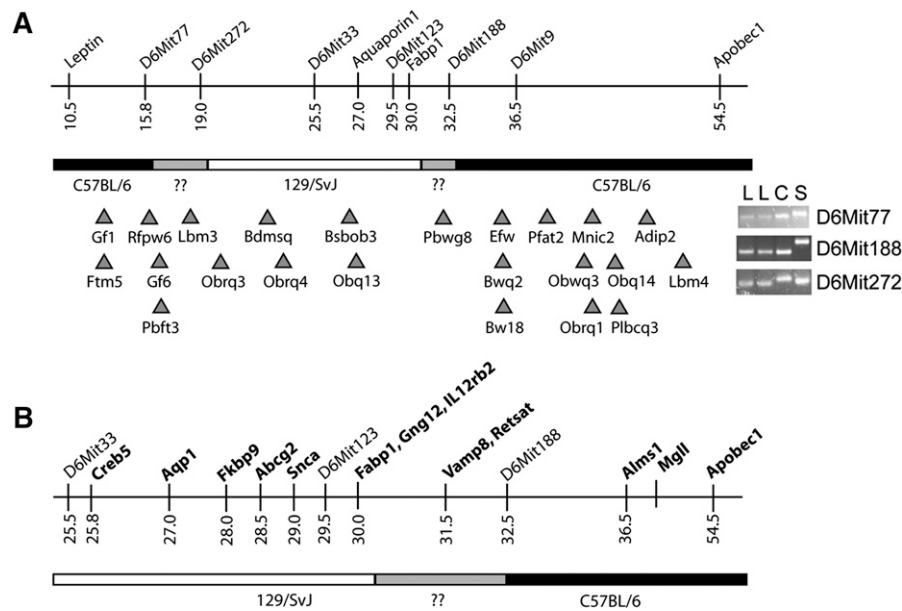 A
Leptin D6Mit77 D6Mit272 D6Mit33 Aquaporin1 D6Mit123 Fabp1 D6Mit188 D6Mit9 Apobec1
10.5 15.8 19.0 25.5 27.0 29.5 30.0 32.5 36.5 54.5
C57BL/6 ?? 129/SvJ ?? C57BL/6
L L C S
D6Mit77
D6Mit188
D6Mit272
Gf1 Rfpw6 Lbm3 Bdmsq Bsbob3 Pbwg8 Efw Pfat2 Mnic2 Adip2
Ftm5 Gf6 Obrq3 Obrq4 Obq13 Bwq2 Obwq3 Obq14 Lbm4
Pbft3 Bw18 Obrq1 Plbcq3
B
D6Mit33 Creb5 Aqp1 Fkbp9 Abcg2 Snca D6Mit123 Fabp1, Gng12, IL12rb2 Vamp8, Retsat D6Mit188 Alms1 Mgll Apobec1
25.5 25.8 27.0 28.0 28.5 29.0 29.5 30.0 31.5 32.5 36.5 54.5
129/SvJ ?? C57BL/6